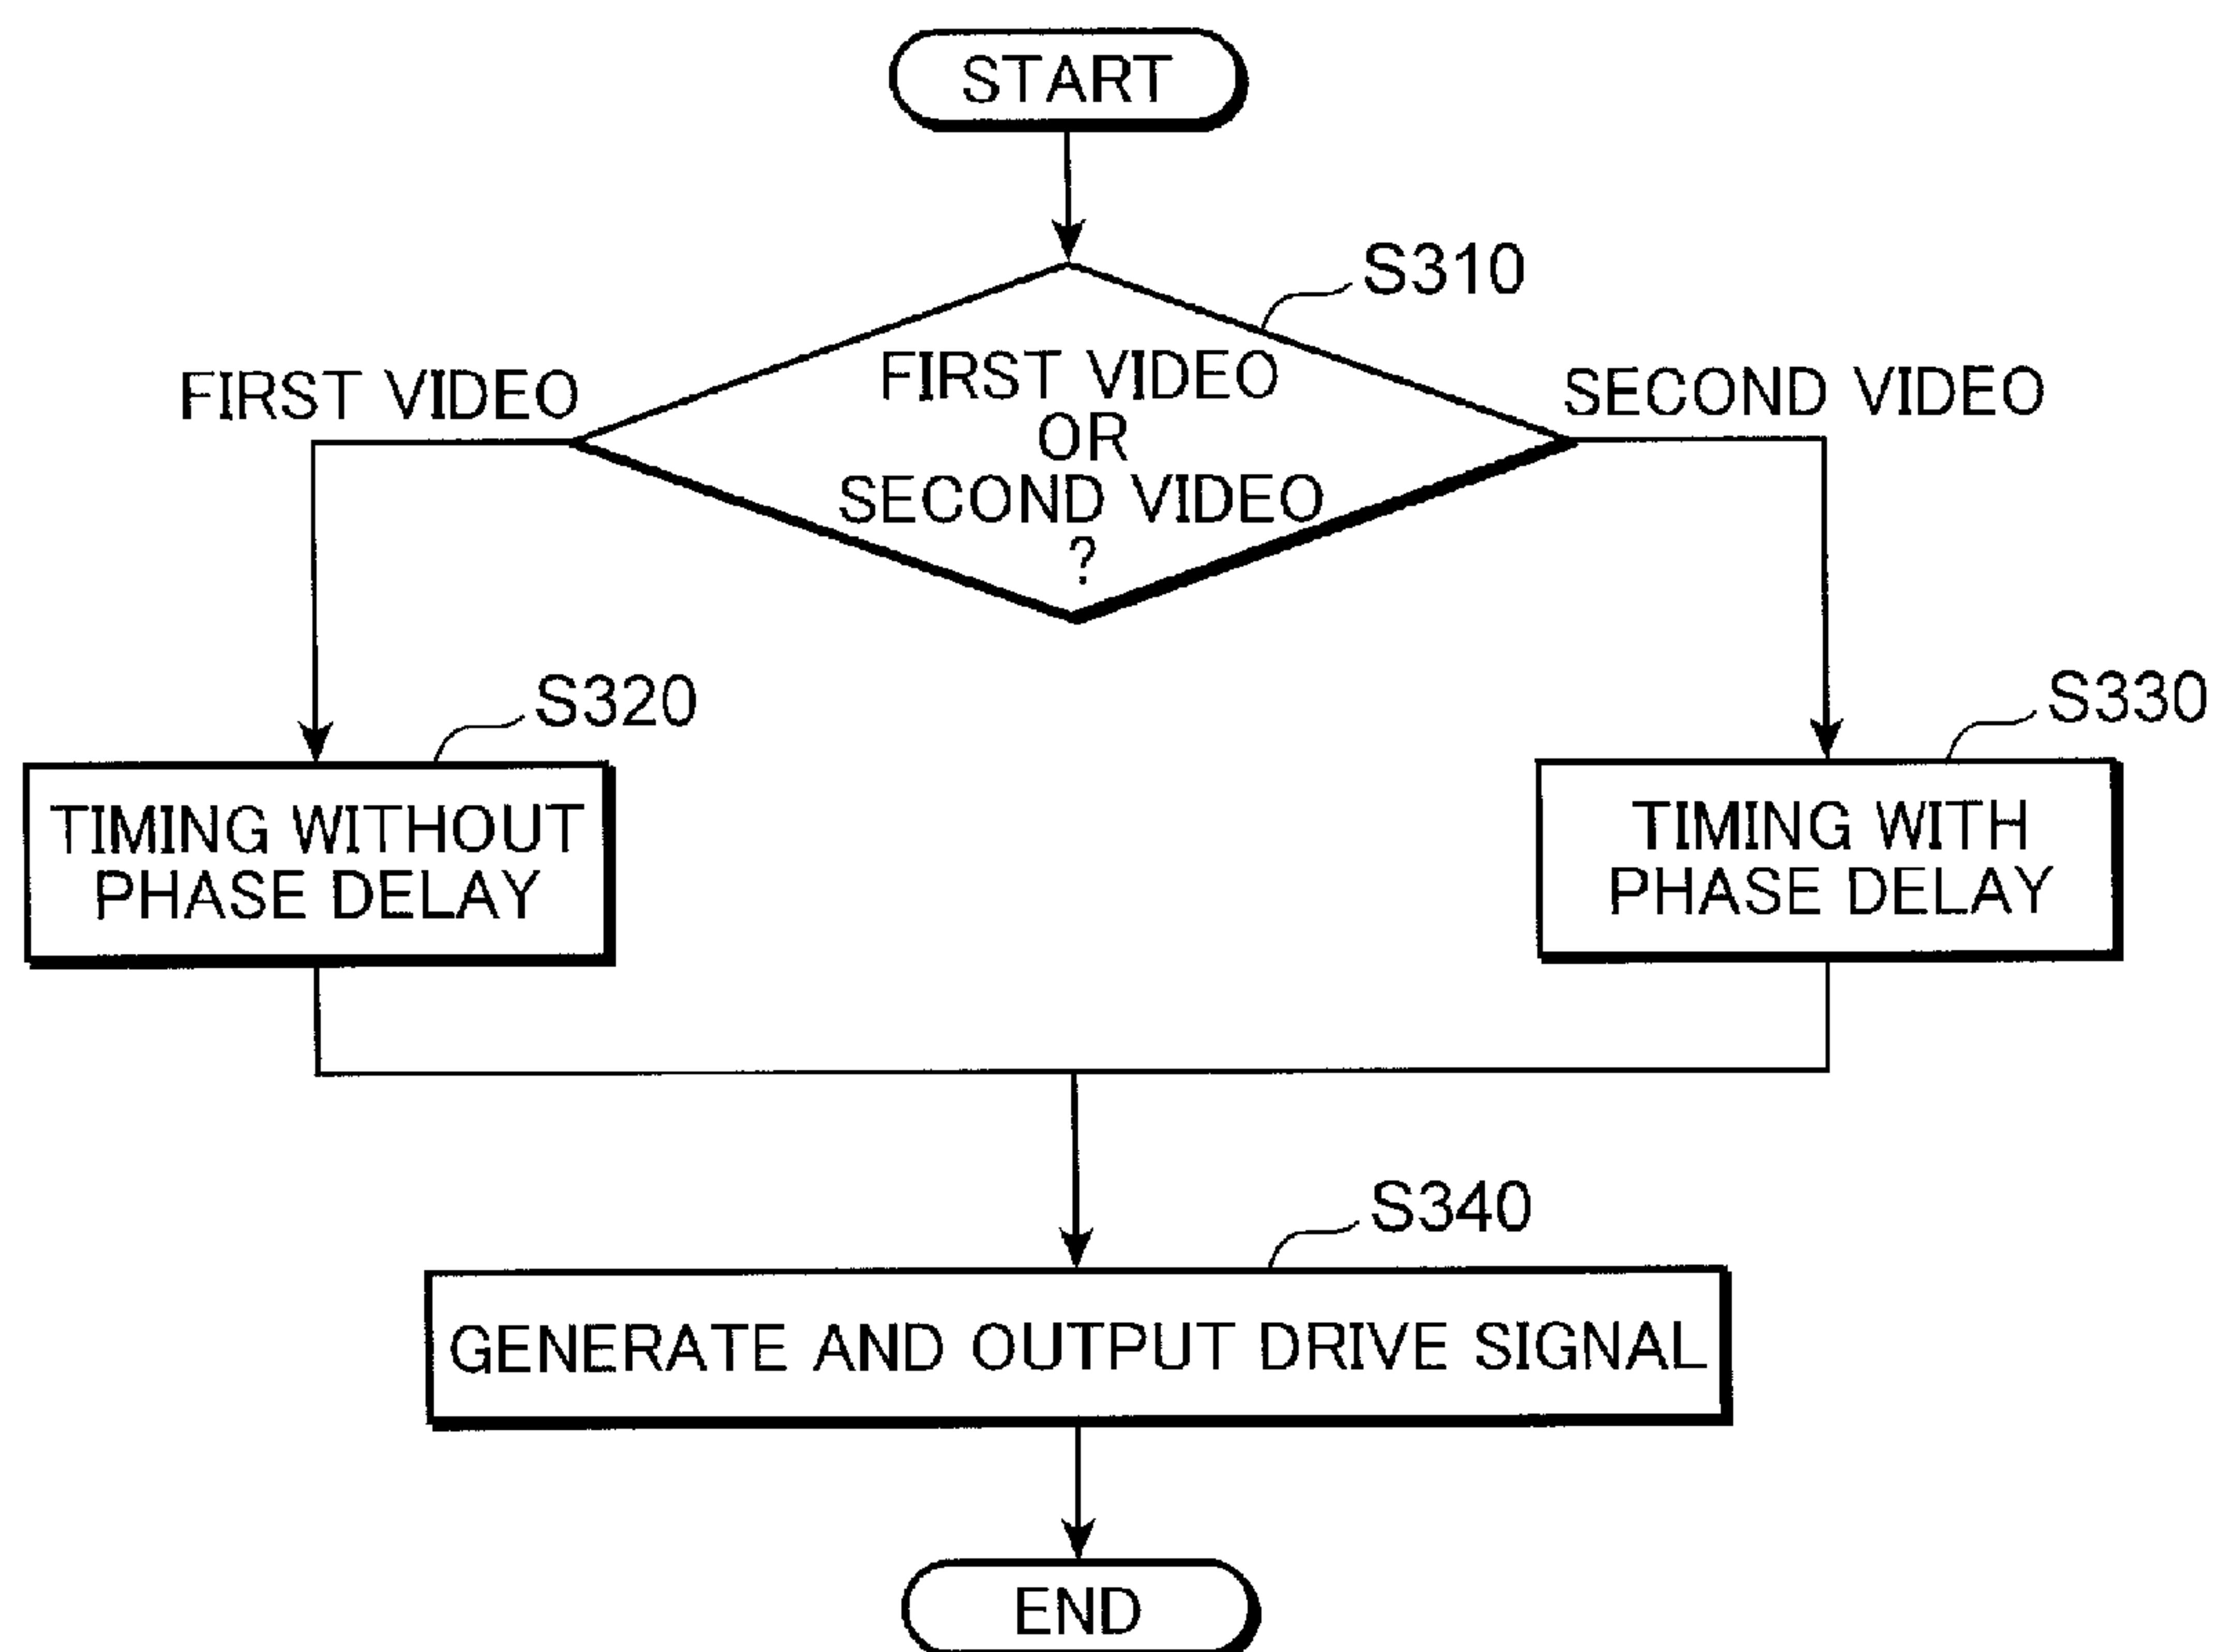 START
S310
FIRST VIDEO
OR
SECOND VIDEO
?
FIRST VIDEO
SECOND VIDEO
S320
TIMING WITHOUT
PHASE DELAY
S330
TIMING WITH
PHASE DELAY
S340
GENERATE AND OUTPUT DRIVE SIGNAL
END